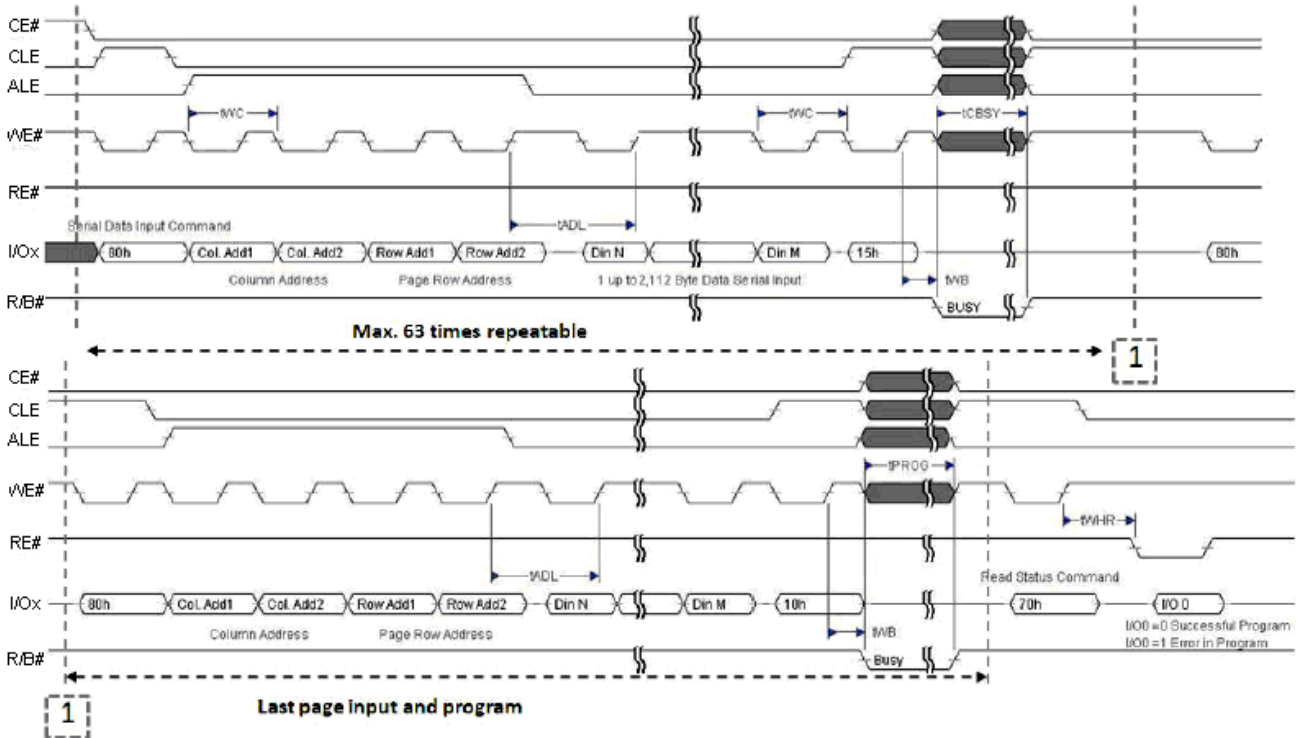 CE#
CLE
ALE
tWC tWC tCBSY
WE#
RE#
Serial Data Input Command tADL
I/Ox 80h Col. Add1 Col. Add2 Row Add1 Row Add2 Din N Din M 15h 80h
Column Address Page Row Address 1 up to 2,112 Byte Data Serial Input tWB
R/B# BUSY
Max. 63 times repeatable
1
CE#
CLE
ALE
tPROG
WE#
tWHR
RE#
tADL Read Status Command
I/Ox 80h Col. Add1 Col. Add2 Row Add1 Row Add2 Din N Din M 10h 70h I/O 0
Column Address Page Row Address tWB I/O0 =0 Successful Program
I/O0 =1 Error in Program
R/B# Busy
1 Last page input and program